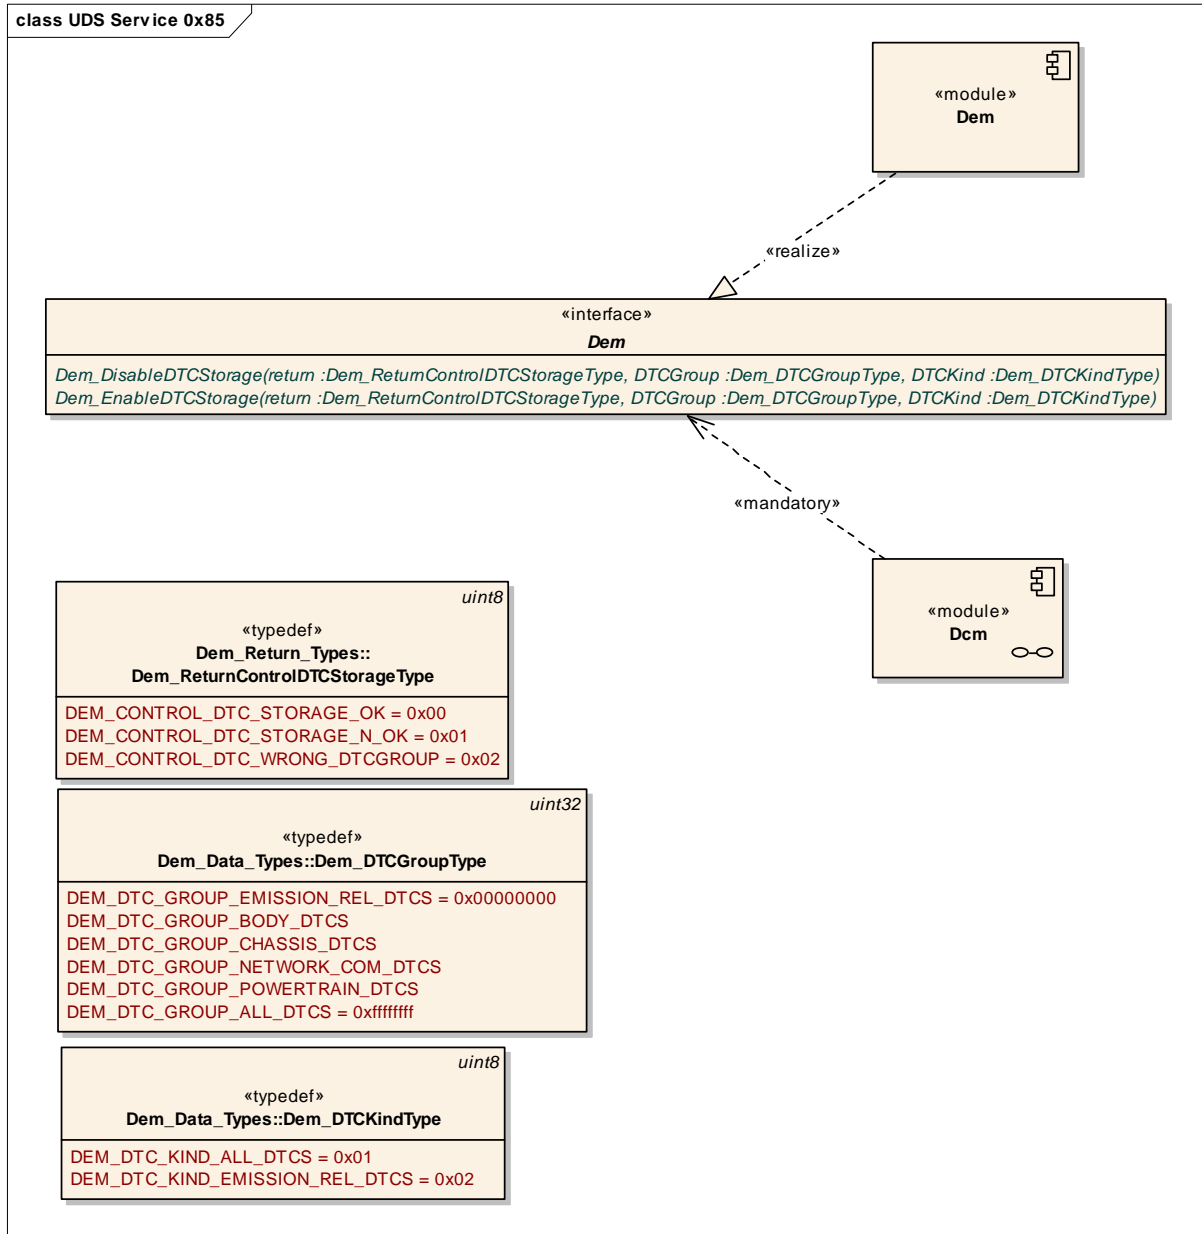 class UDS Service 0x85
«module»
Dem
«realize»
«interface»
Dem
Dem_DisableDTCStorage(return :Dem_ReturnControlDTCStorageType, DTCGroup :Dem_DTCGroupType, DTCKind :Dem_DTCKindType)
Dem_EnableDTCStorage(return :Dem_ReturnControlDTCStorageType, DTCGroup :Dem_DTCGroupType, DTCKind :Dem_DTCKindType)
«mandatory»
«module»
Dcm
uint8
«typedef»
Dem_Return_Types::
Dem_ReturnControlDTCStorageType
DEM_CONTROL_DTC_STORAGE_OK = 0x00
DEM_CONTROL_DTC_STORAGE_N_OK = 0x01
DEM_CONTROL_DTC_WRONG_DTCGROUP = 0x02
uint32
«typedef»
Dem_Data_Types::Dem_DTCGroupType
DEM_DTC_GROUP_EMISSION_REL_DTCS = 0x00000000
DEM_DTC_GROUP_BODY_DTCS
DEM_DTC_GROUP_CHASSIS_DTCS
DEM_DTC_GROUP_NETWORK_COM_DTCS
DEM_DTC_GROUP_POWERTRAIN_DTCS
DEM_DTC_GROUP_ALL_DTCS = 0xffffffff
uint8
«typedef»
Dem_Data_Types::Dem_DTCKindType
DEM_DTC_KIND_ALL_DTCS = 0x01
DEM_DTC_KIND_EMISSION_REL_DTCS = 0x02